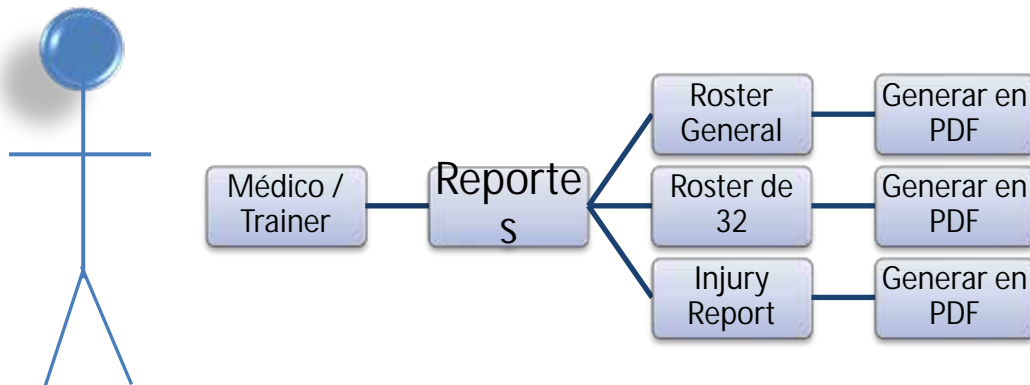 Médico /
Trainer
Reporte
s
Roster
General
Generar en
PDF
Roster de
32
Generar en
PDF
Injury
Report
Generar en
PDF